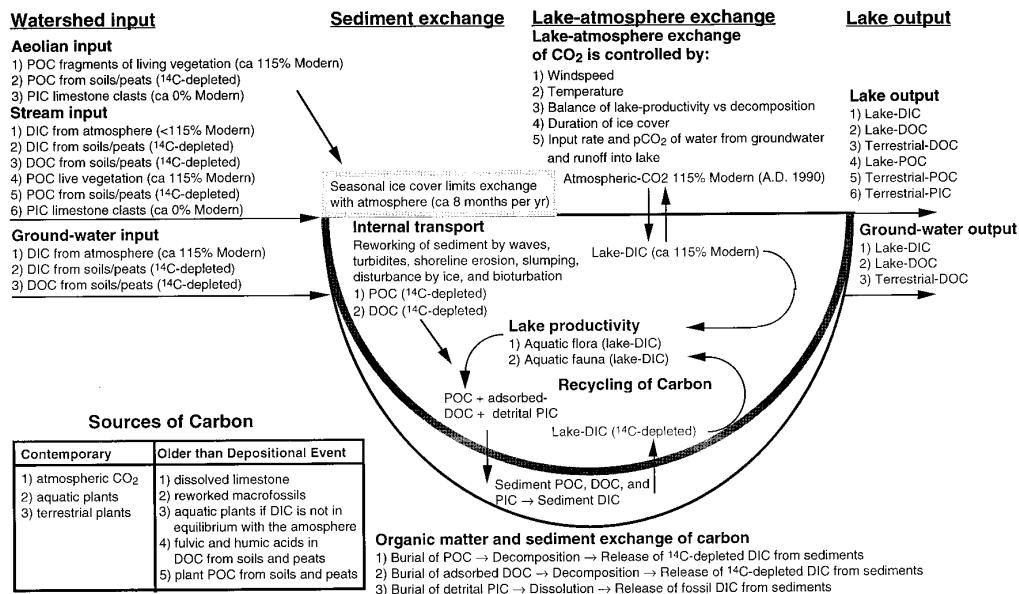 Watershed input
Aeolian input
1) POC fragments of living vegetation (ca 115% Modern)
2) POC from soils/peats (14C-depleted)
3) PIC limestone clasts (ca 0% Modern)
Stream input
1) DIC from atmosphere (<115% Modern)
2) DIC from soils/peats (14C-depleted)
3) DOC from soils/peats (14C-depleted)
4) POC live vegetation (ca 115% Modern)
5) POC from soils/peats (14C-depleted)
6) PIC limestone clasts (ca 0% Modern)
Ground-water input
1) DIC from atmosphere (ca 115% Modern)
2) DIC from soils/peats (14C-depleted)
3) DOC from soils/peats (14C-depleted)
Sediment exchange
Seasonal ice cover limits exchange
with atmosphere (ca 8 months per yr)
Internal transport
Reworking of sediment by waves,
turbidites, shoreline erosion, slumping,
disturbance by ice, and bioturbation
1) POC (14C-depleted)
2) DOC (14C-depleted)
Lake-atmosphere exchange
Lake-atmosphere exchange
of CO2 is controlled by:
1) Windspeed
2) Temperature
3) Balance of lake-productivity vs decomposition
4) Duration of ice cover
5) Input rate and pCO2 of water from groundwater
and runoff into lake
Atmospheric-CO2 115% Modern (A.D. 1990)
Lake-DIC (ca 115% Modern)
Lake productivity
1) Aquatic flora (lake-DIC)
2) Aquatic fauna (lake-DIC)
Recycling of Carbon
POC + adsorbed-
DOC + detrital PIC
Lake-DIC (14C-depleted)
Sediment POC, DOC, and
PIC → Sediment DIC
Lake output
Lake output
1) Lake-DIC
2) Lake-DOC
3) Terrestrial-DOC
4) Lake-POC
5) Terrestrial-POC
6) Terrestrial-PIC
Ground-water output
1) Lake-DIC
2) Lake-DOC
3) Terrestrial-DOC
Sources of Carbon
Contemporary
1) atmospheric CO2
2) aquatic plants
3) terrestrial plants
Older than Depositional Event
1) dissolved limestone
2) reworked macrofossils
3) aquatic plants if DIC is not in
equilibrium with the amosphere
4) fulvic and humic acids in
DOC from soils and peats
5) plant POC from soils and peats
Organic matter and sediment exchange of carbon
1) Burial of POC → Decomposition → Release of 14C-depleted DIC from sediments
2) Burial of adsorbed DOC → Decomposition → Release of 14C-depleted DIC from sediments
3) Burial of detrital PIC → Dissolution → Release of fossil DIC from sediments